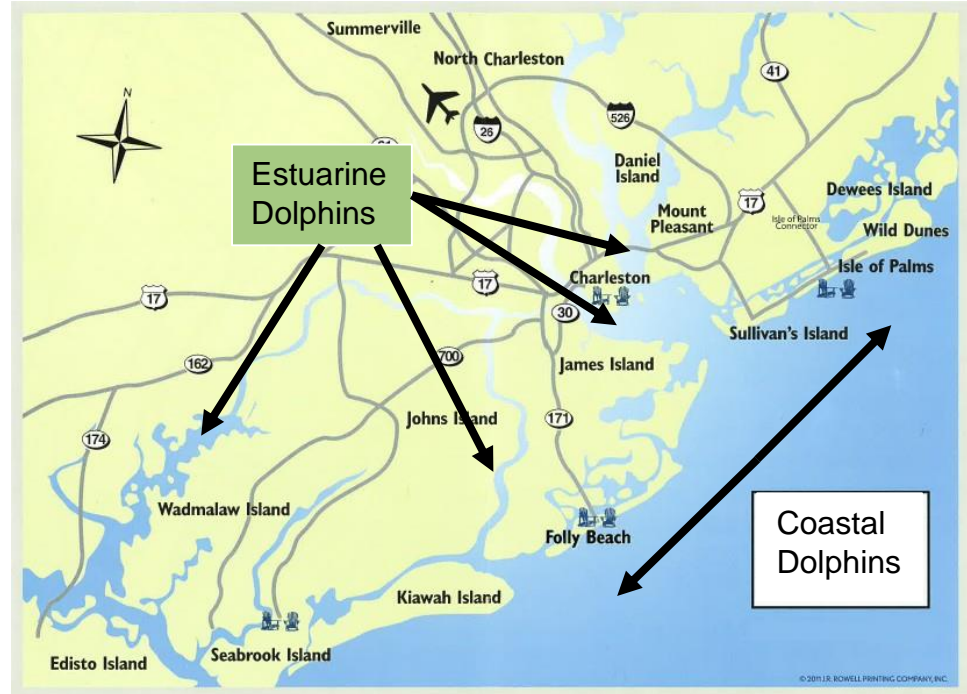 Summerville
North Charleston
41
N
26
526
61
Estuarine
Dolphins
Daniel
Island
Dewees Island
Mount
Pleasant
17
Isle of Palms
Connector
Wild Dunes
Charleston
Isle of Palms
17
17
30
Sullivan's Island
700
James Island
162
Johns Island
171
174
Wadmalaw Island
Folly Beach
Coastal
Dolphins
Kiawah Island
Edisto Island
Seabrook Island
© 2011 J.R. ROWELL PRINTING COMPANY, INC.